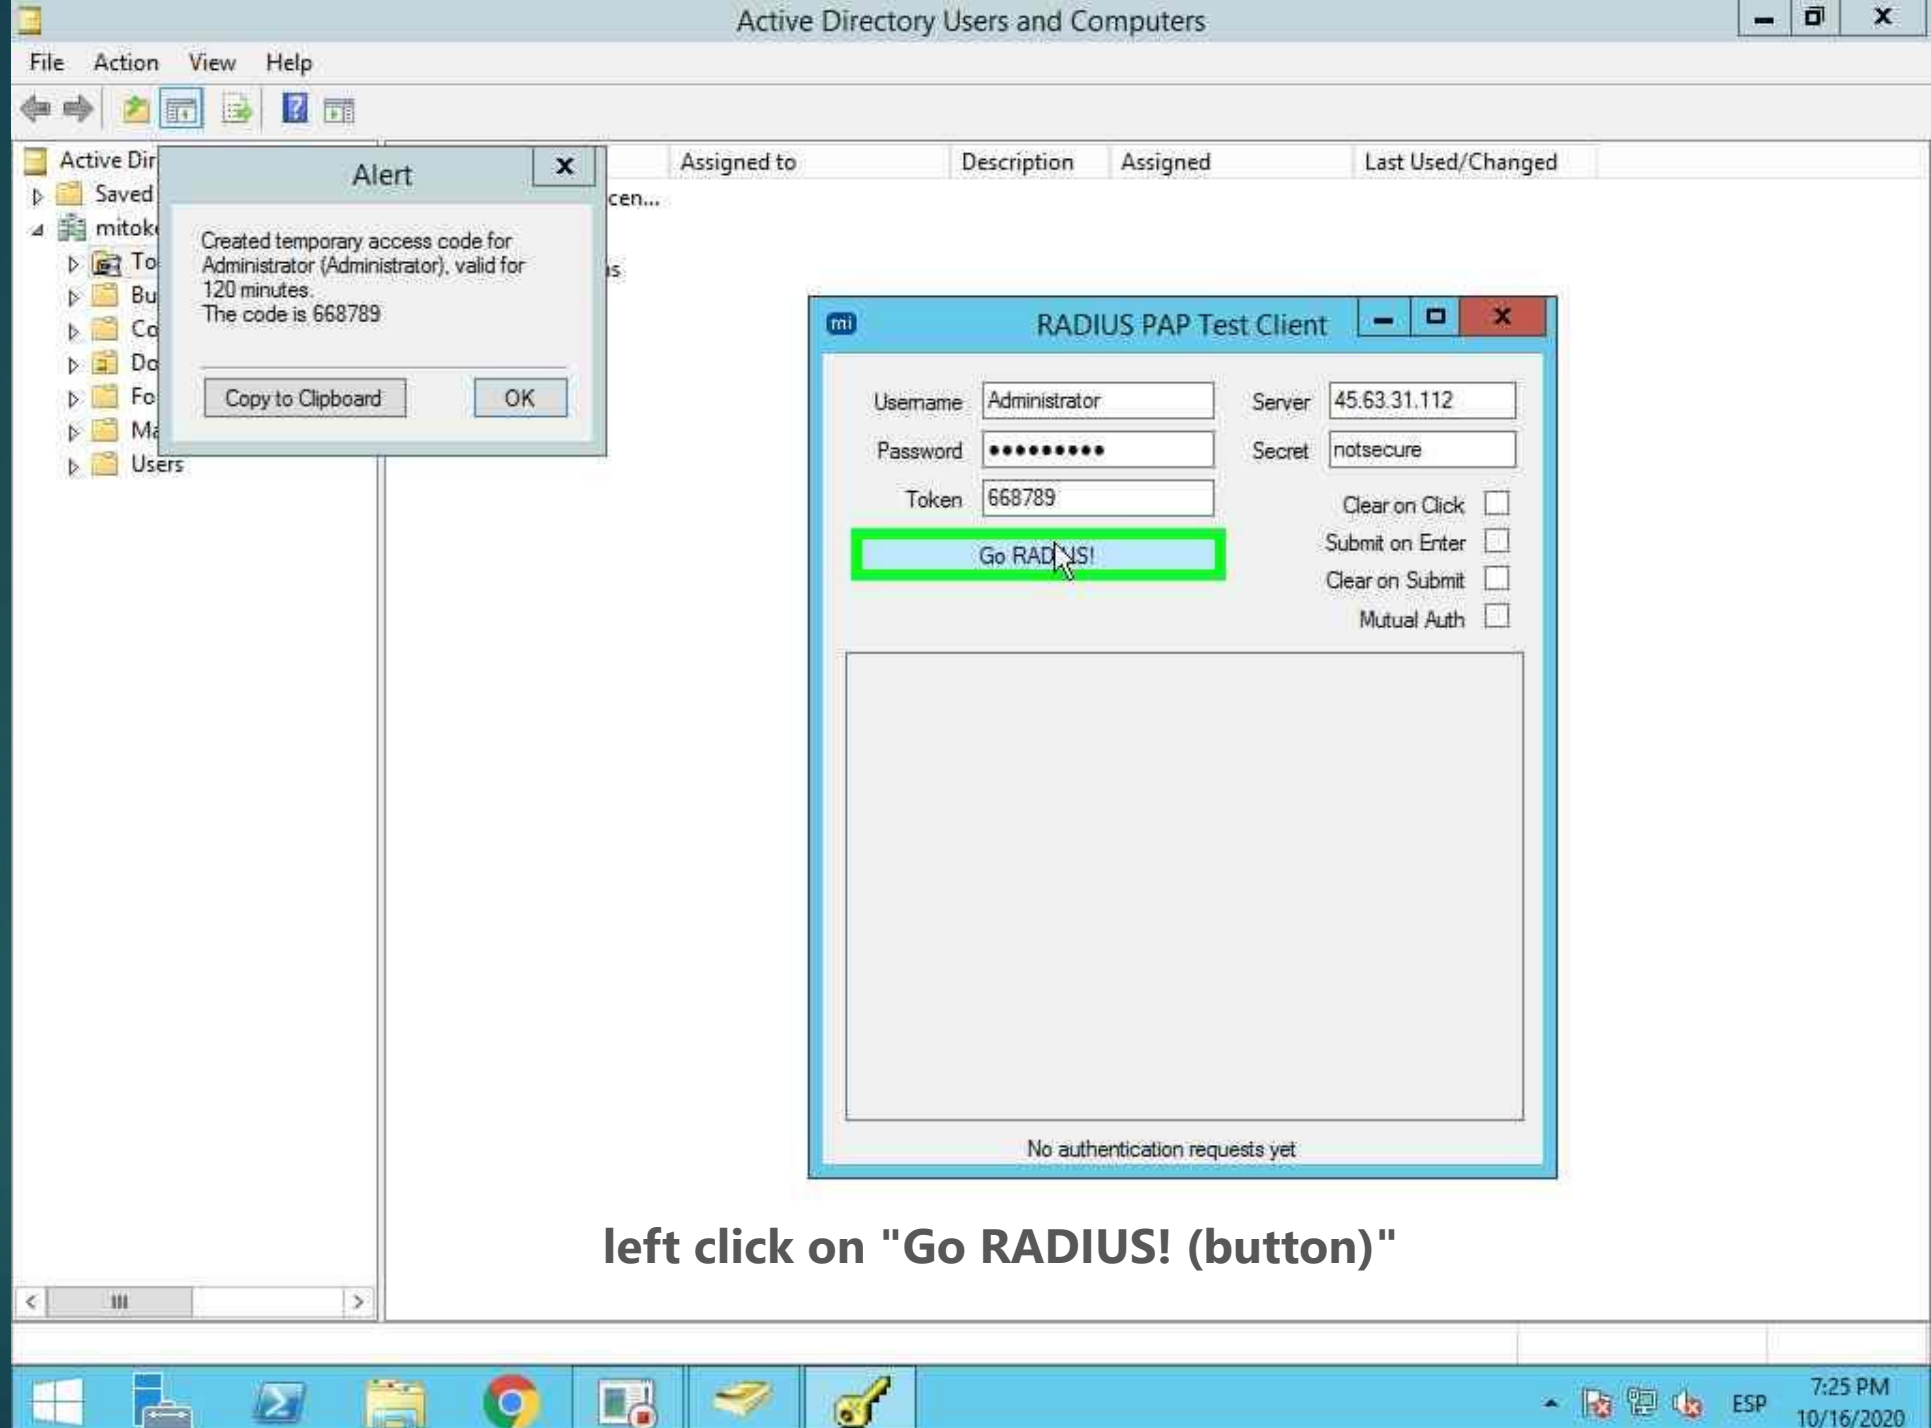 Active Directory Users and Computers
File Action View Help
Active Dir
Saved
mitoke
To
Bu
Co
Do
Fo
Ma
Users
Assigned to Description Assigned Last Used/Changed
cen...
Alert
Created temporary access code for
Administrator (Administrator), valid for
120 minutes.
The code is 668789
Copy to Clipboard OK
mi RADIUS PAP Test Client
Username Administrator Server 45.63.31.112
Password ••••••••• Secret notsecure
Token 668789 Clear on Click
Go RADIUS! Submit on Enter
Clear on Submit
Mutual Auth
No authentication requests yet
left click on "Go RADIUS! (button)"
ESP 7:25 PM
10/16/2020